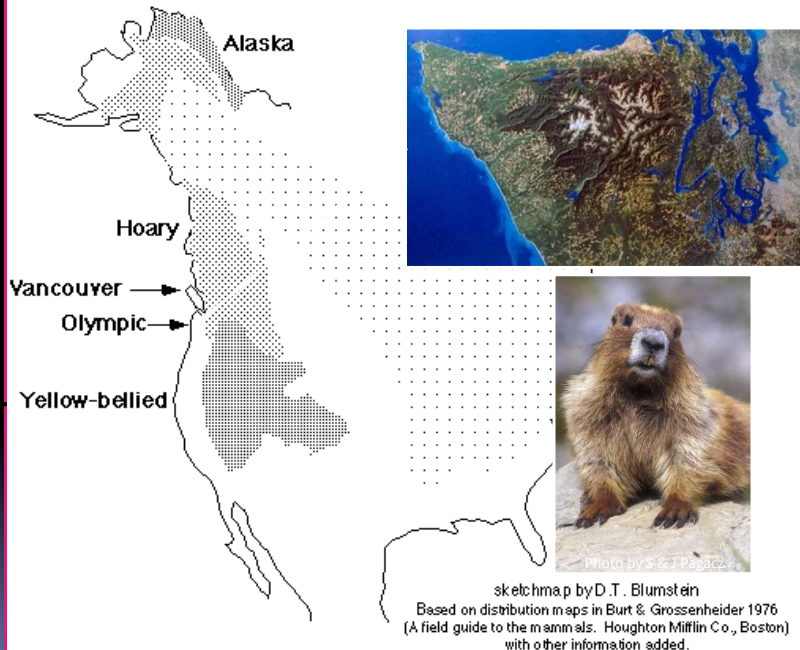 Alaska
Hoary
Vancouver
Olympic
Yellow-bellied
Photo by S & J Pagacz
sketchmap by D.T. Blumstein
Based on distribution maps in Burt & Grossenheider 1976
(A field guide to the mammals. Houghton Mifflin Co., Boston)
with other information added.